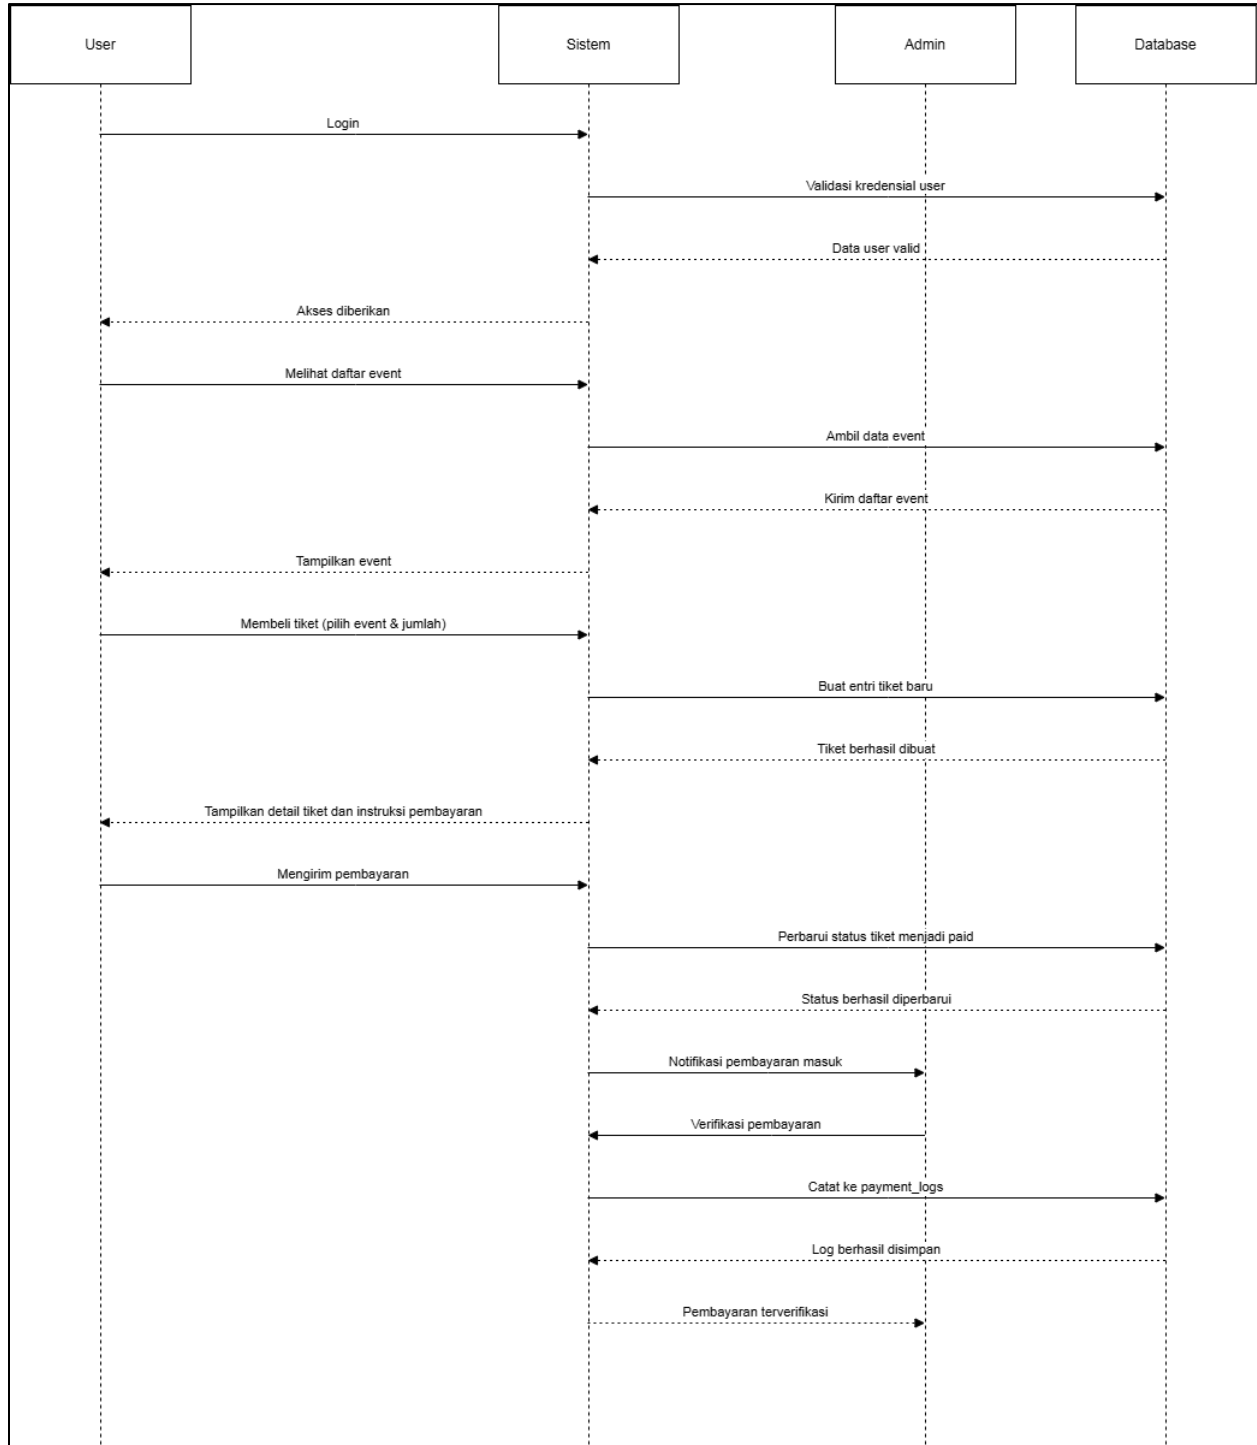 User
Sistem
Admin
Database
Login
Validasi kredensial user
Data user valid
Akses diberikan
Melihat daftar event
Ambil data event
Kirim daftar event
Tampilkan event
Membeli tiket (pilih event & jumlah)
Buat entri tiket baru
Tiket berhasil dibuat
Tampilkan detail tiket dan instruksi pembayaran
Mengirim pembayaran
Perbarui status tiket menjadi paid
Status berhasil diperbarui
Notifikasi pembayaran masuk
Verifikasi pembayaran
Catat ke payment_logs
Log berhasil disimpan
Pembayaran terverifikasi